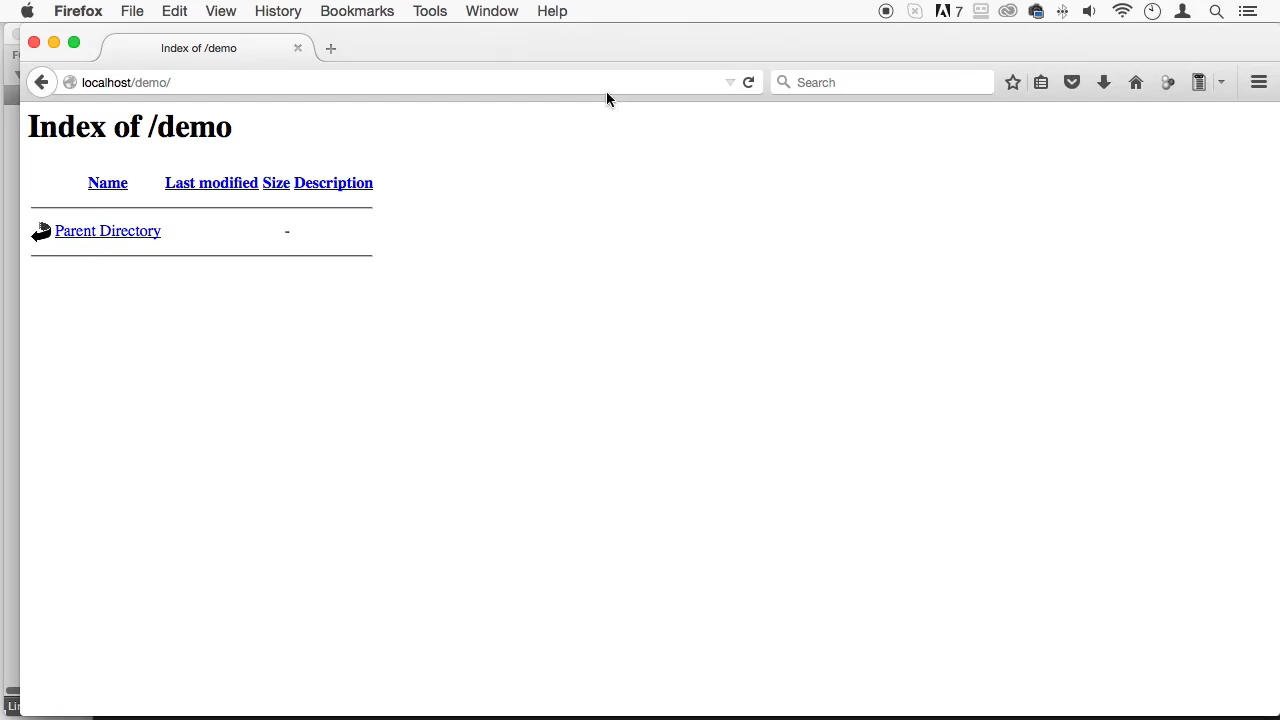 Firefox File Edit View History Bookmarks Tools Window Help 7
Index of /demo
localhost/demo/ Search
Index of /demo
Name Last modified Size Description
Parent Directory -